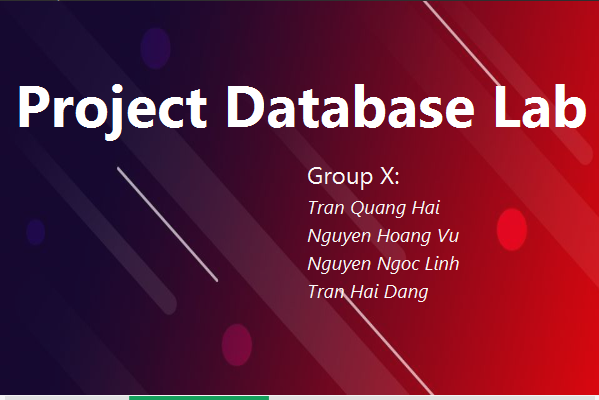 Project Database Lab
Group X:
Tran Quang Hai
Nguyen Hoang Vu
Nguyen Ngoc Linh
Tran Hai Dang